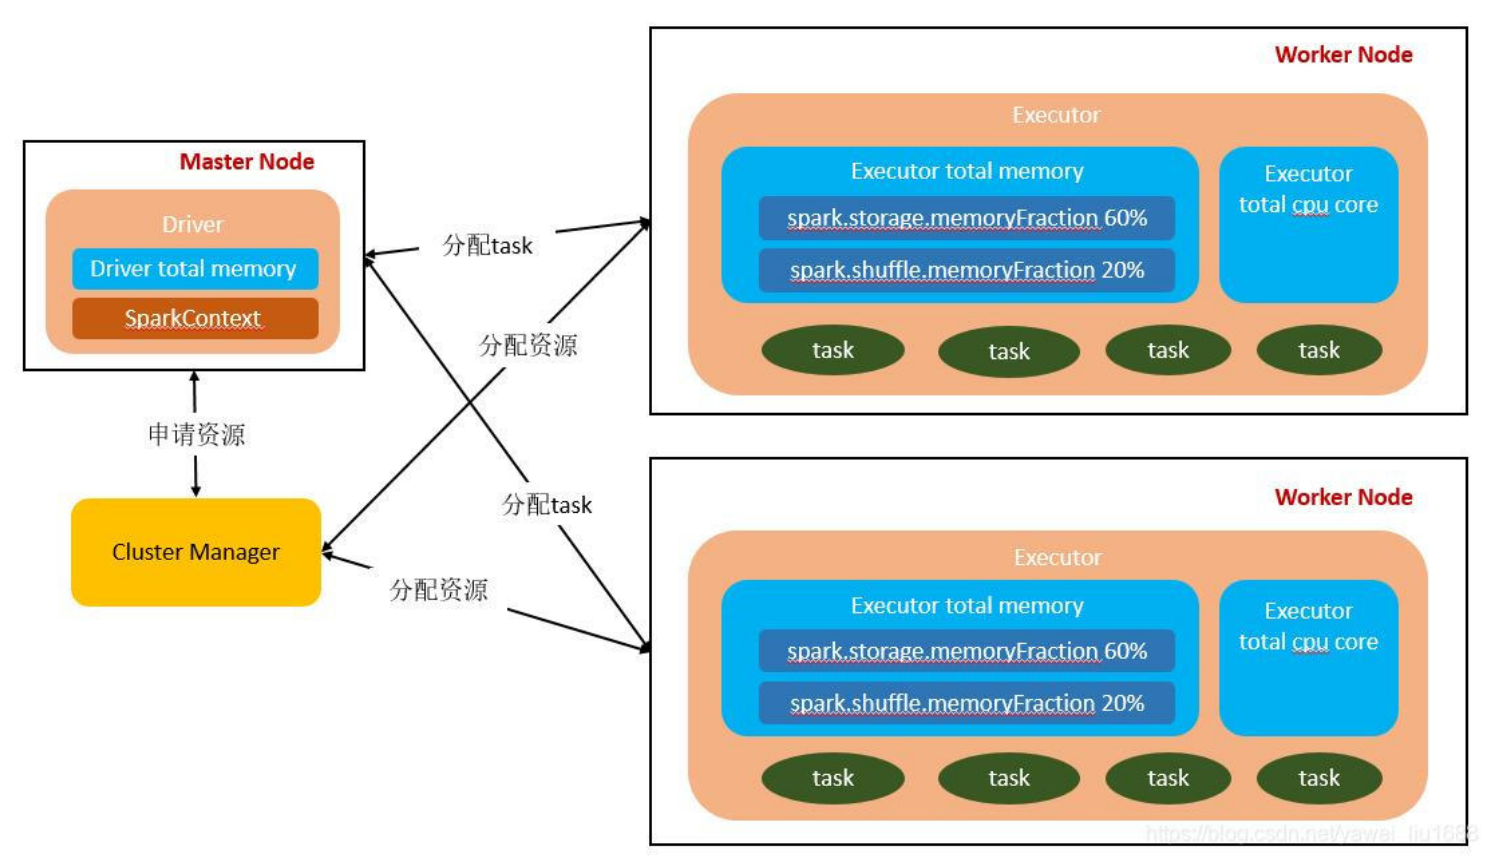 Master Node
Driver
Driver total memory
SparkContext
申请资源
Cluster Manager
分配task
分配资源
分配task
分配资源
Worker Node
Executor
Executor total memory
spark.storage.memoryFraction 60%
spark.shuffle.memoryFraction 20%
Executor
total cpu core
task
task
task
task
Worker Node
Executor
Executor total memory
spark.storage.memoryFraction 60%
spark.shuffle.memoryFraction 20%
Executor
total cpu core
task
task
task
task
https://blog.csdn.net/yawei_liu1688